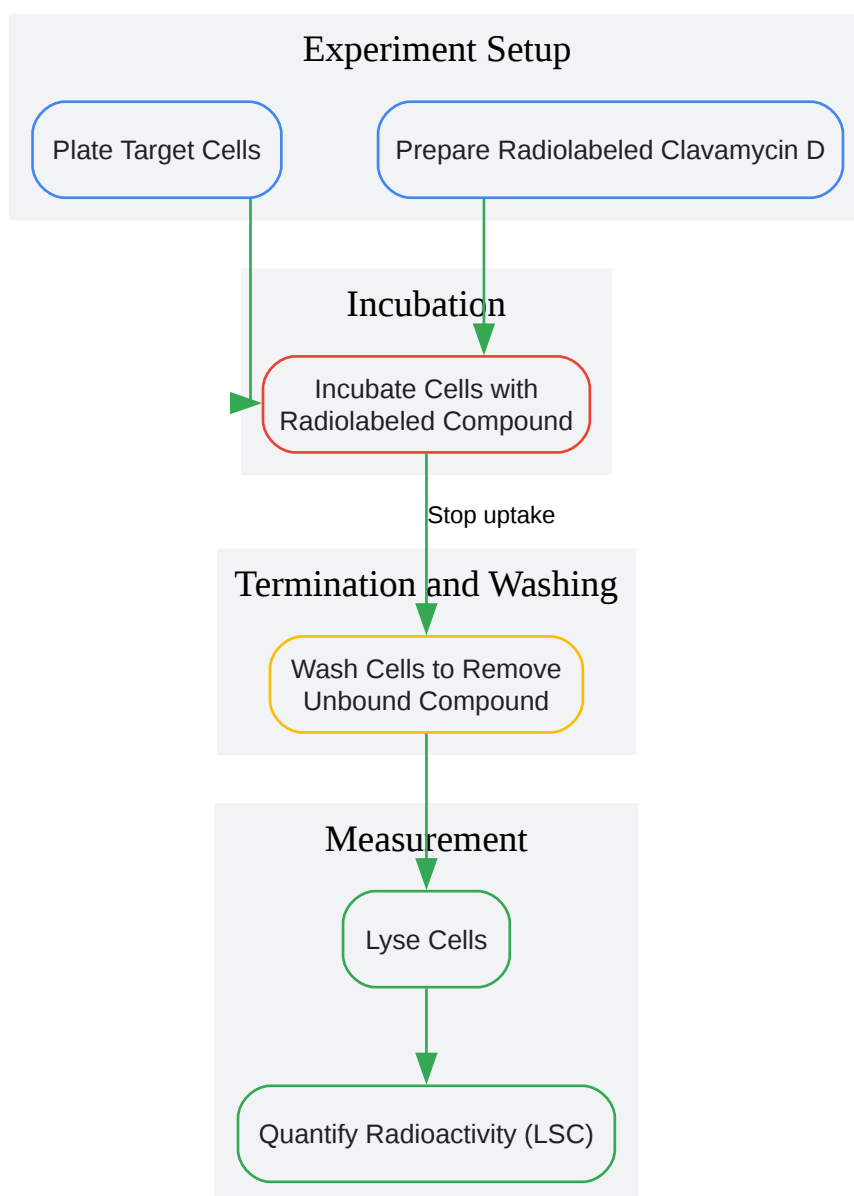 Experiment Setup
Plate Target Cells
Prepare Radiolabeled Clavamycin D
Incubation
Incubate Cells with
Radiolabeled Compound
Stop uptake
Termination and Washing
Wash Cells to Remove
Unbound Compound
Measurement
Lyse Cells
Quantify Radioactivity (LSC)